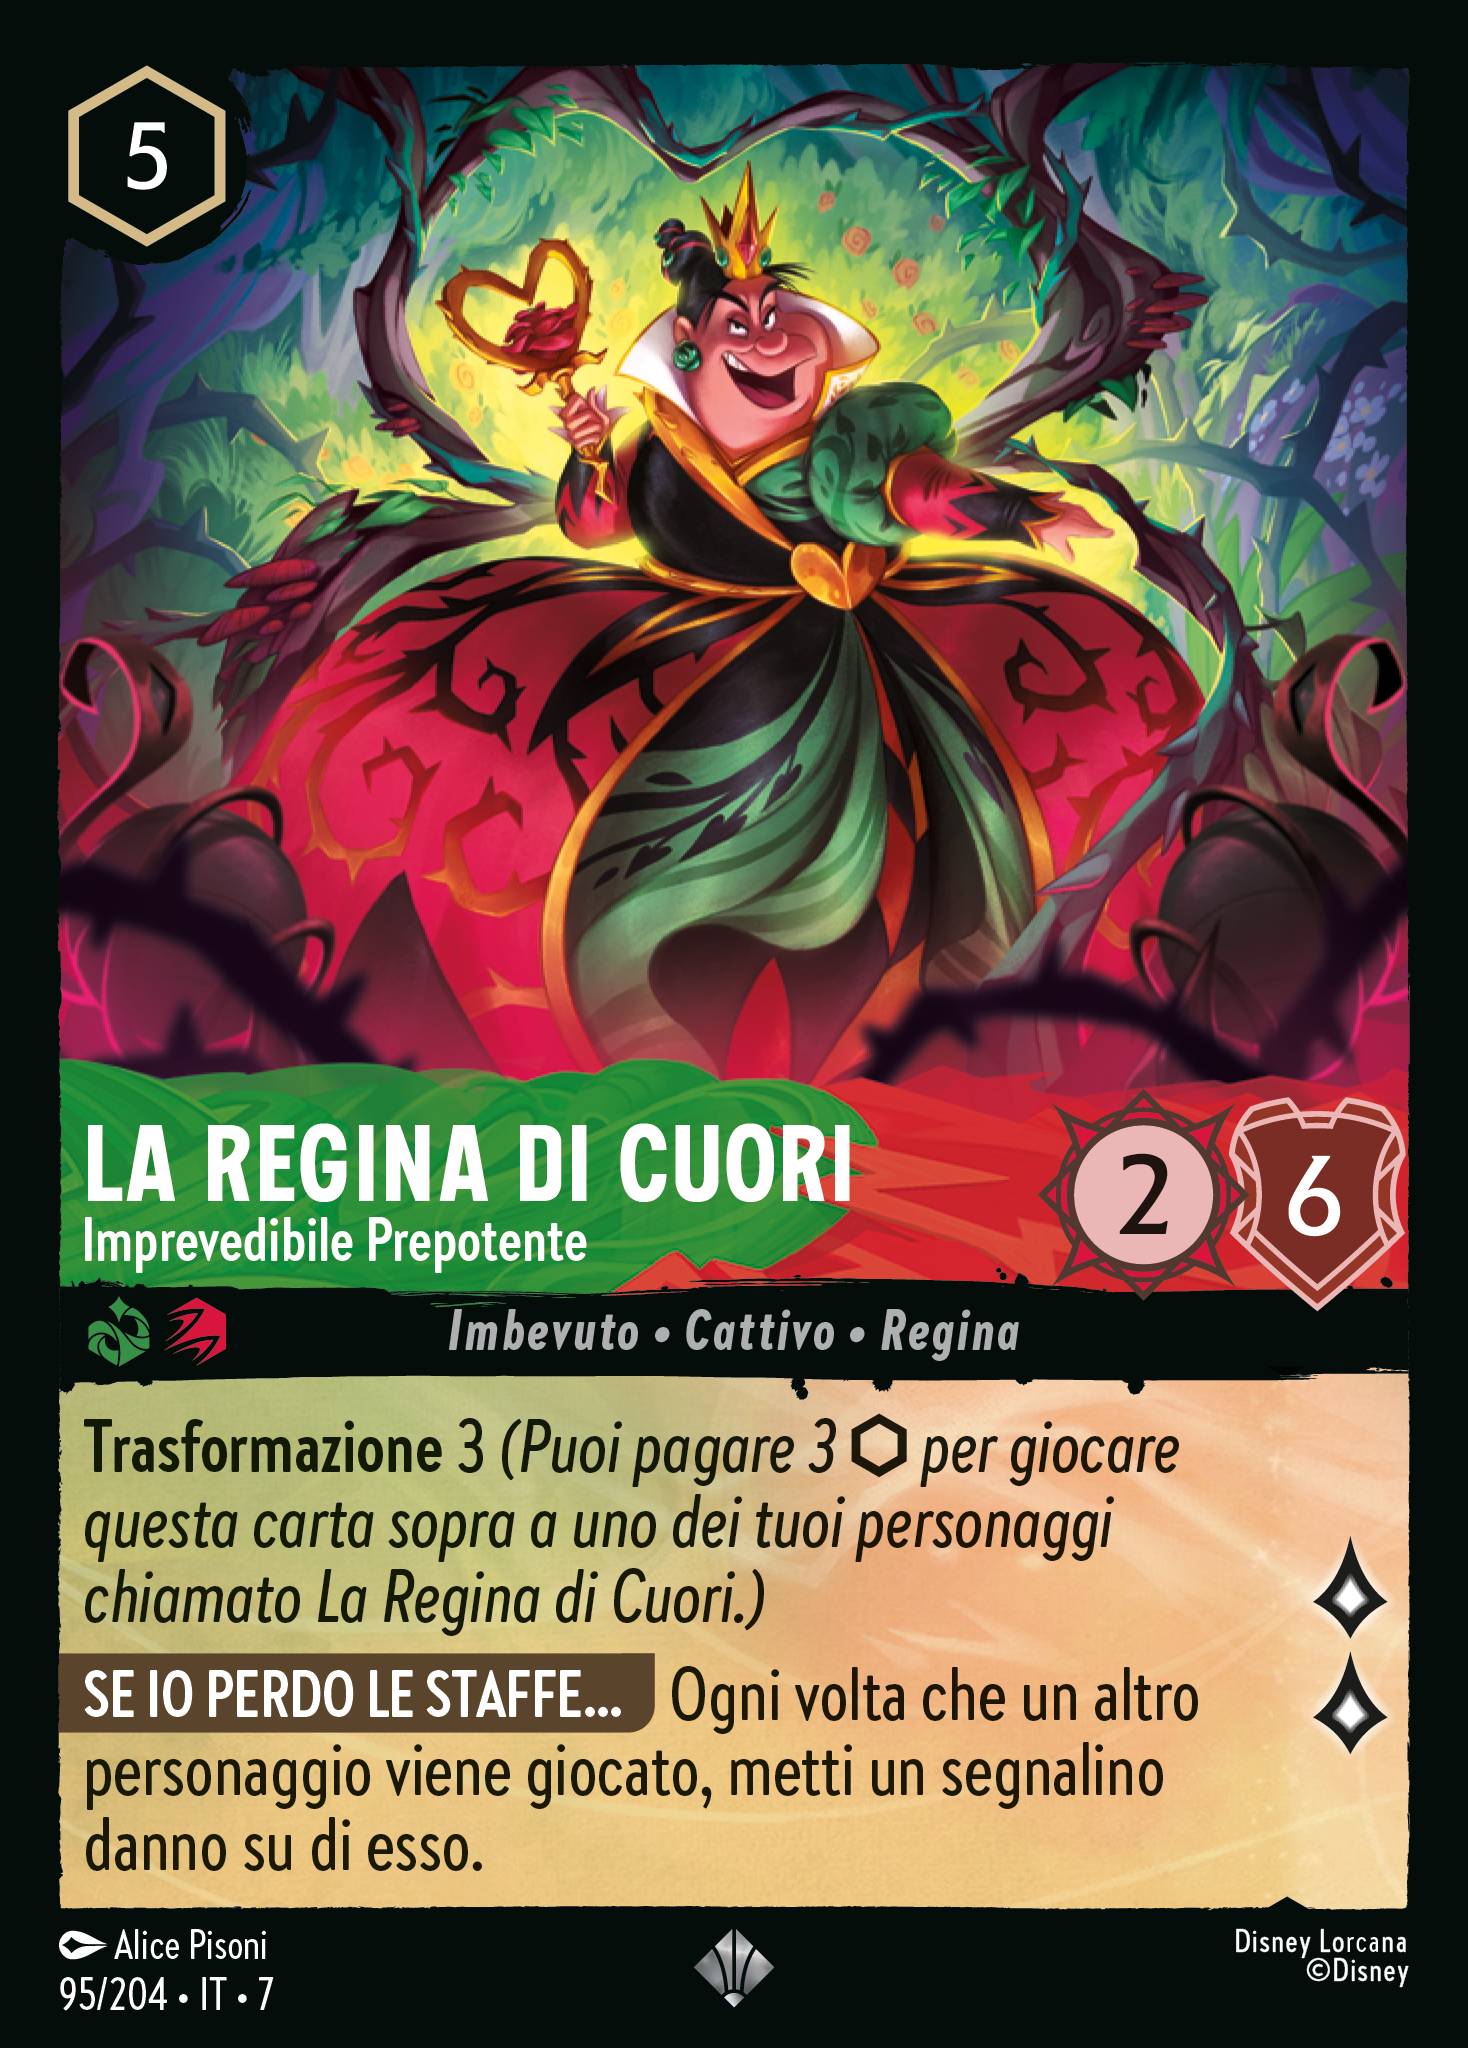 5
LA REGINA DI CUORI
Imprevedibile Prepotente
2
6
Imbevuto • Cattivo • Regina
Trasformazione 3 (Puoi pagare 3 ⬡ per giocare
questa carta sopra a uno dei tuoi personaggi
chiamato La Regina di Cuori.)
SE IO PERDO LE STAFFE... Ogni volta che un altro
personaggio viene giocato, metti un segnalino
danno su di esso.
Alice Pisoni
95/204 • IT • 7
Disney Lorcana
©Disney